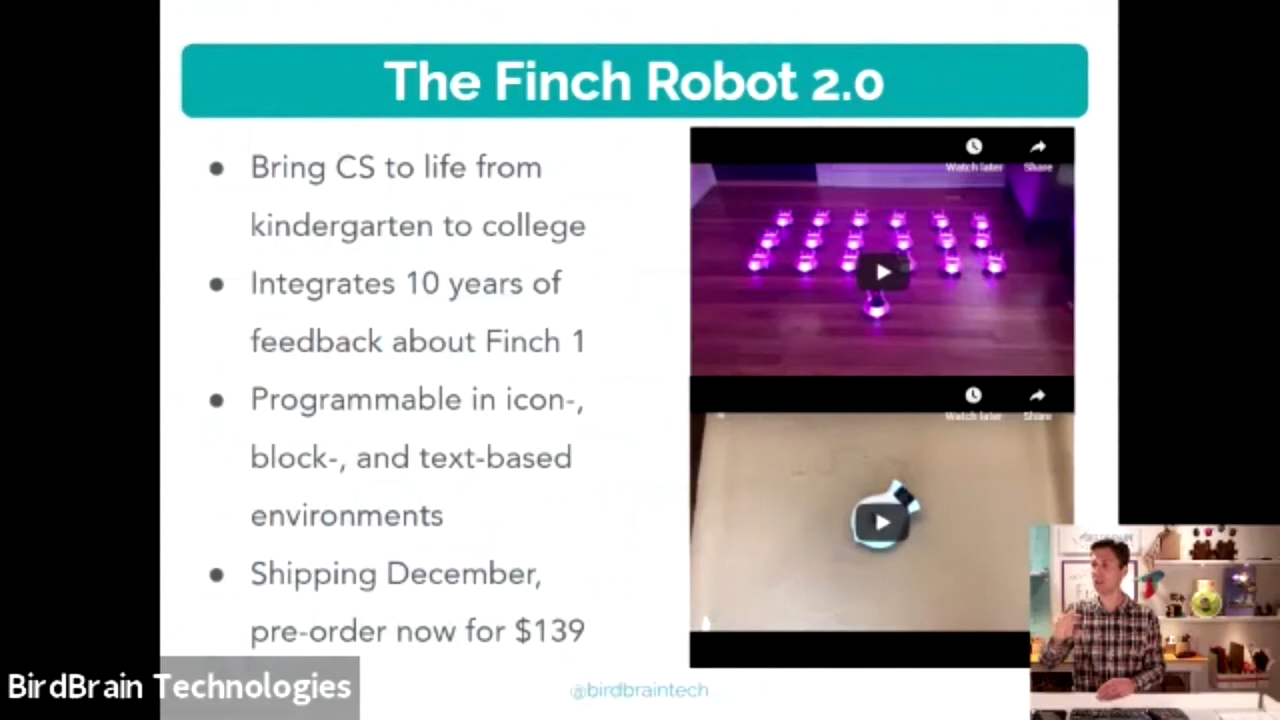 The Finch Robot 2.0
Bring CS to life from
kindergarten to college
Integrates 10 years of
feedback about Finch 1
Programmable in icon-,
block-, and text-based
environments
Shipping December,
pre-order now for $139
Watch later
Share
Watch later
Share
BirdBrain Technologies
@birdbraintech